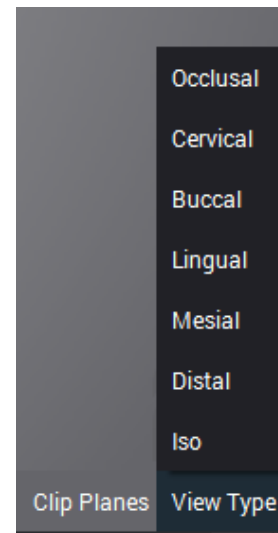 Occlusal
Cervical
Buccal
Lingual
Mesial
Distal
Iso
Clip Planes View Type